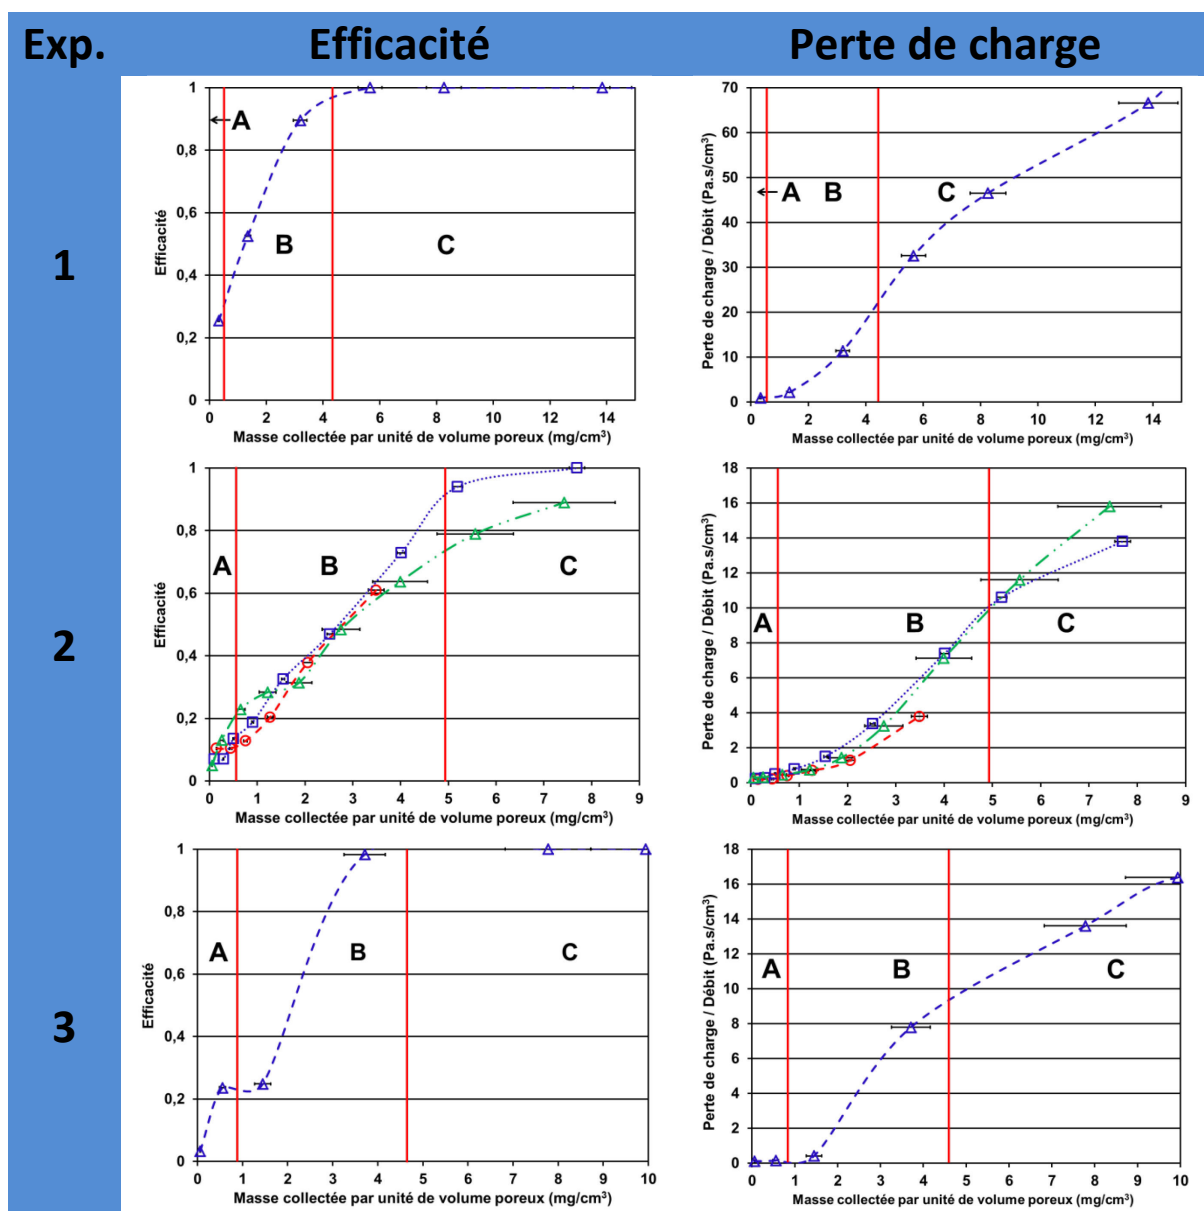 Exp. Efficacité Perte de charge
1
Efficacité
1
0,8
0,6
0,4
0,2
0
A
B
C
0 2 4 6 8 10 12 14
Masse collectée par unité de volume poreux (mg/cm³)
Perte de charge / Débit (Pa.s/cm³)
70
60
50
40
30
20
10
0
A B C
0 2 4 6 8 10 12 14
Masse collectée par unité de volume poreux (mg/cm³)
2
Efficacité
1
0,8
0,6
0,4
0,2
0
A B C
0 1 2 3 4 5 6 7 8 9
Masse collectée par unité de volume poreux (mg/cm³)
Perte de charge / Débit (Pa.s/cm³)
18
16
14
12
10
8
6
4
2
0
A B C
0 1 2 3 4 5 6 7 8 9
Masse collectée par unité de volume poreux (mg/cm³)
3
Efficacité
1
0,8
0,6
0,4
0,2
0
A B C
0 1 2 3 4 5 6 7 8 9 10
Masse collectée par unité de volume poreux (mg/cm³)
Perte de charge / Débit (Pa.s/cm³)
18
16
14
12
10
8
6
4
2
0
A B C
0 1 2 3 4 5 6 7 8 9 10
Masse collectée par unité de volume poreux (mg/cm³)